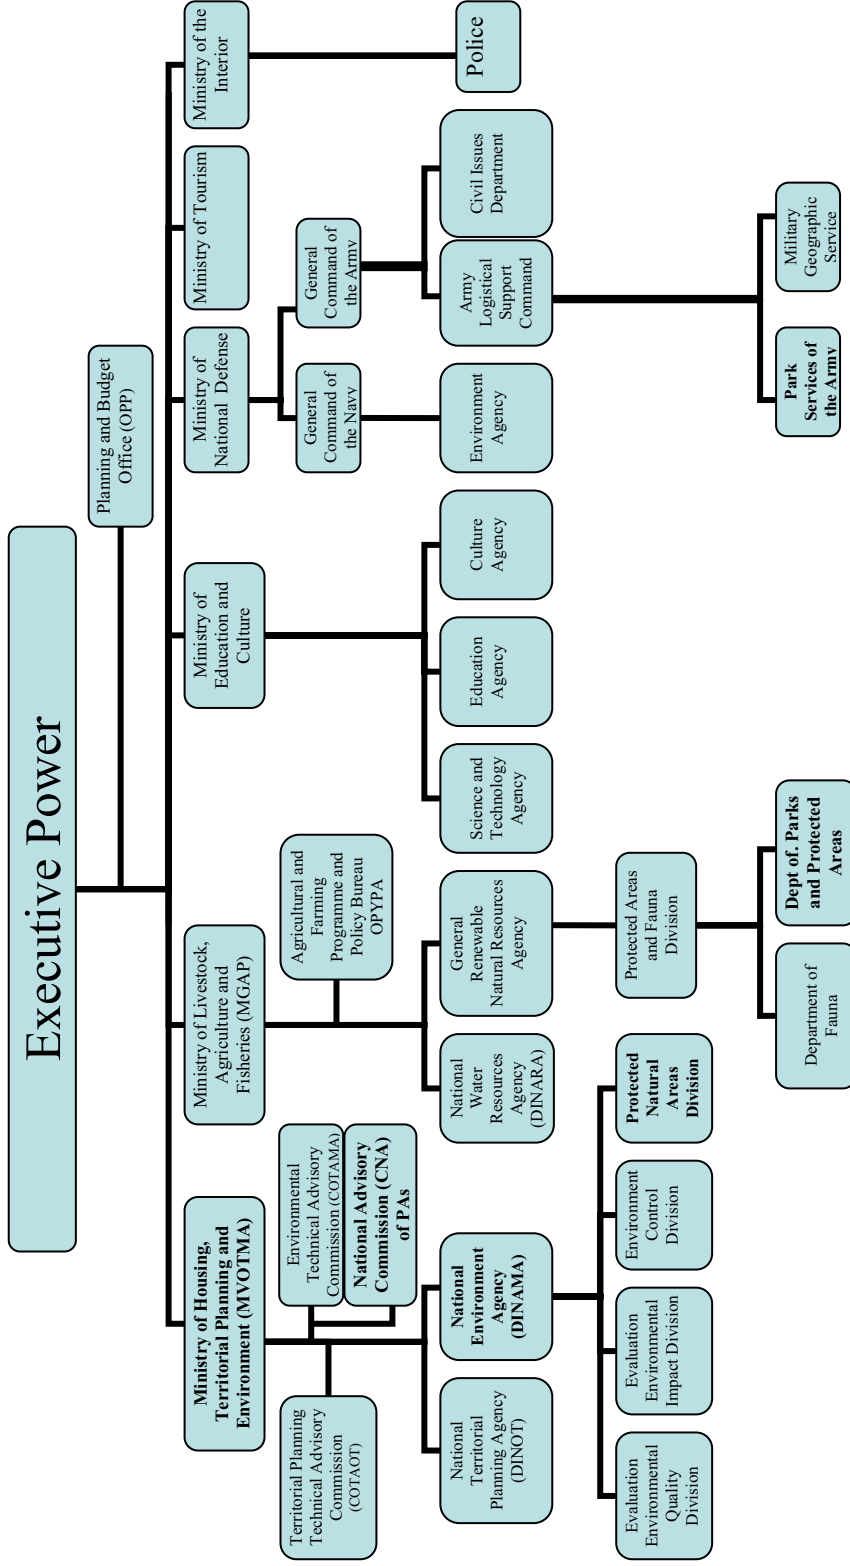 Executive Power
Planning and Budget
Office (OPP)
Ministry of Housing,
Territorial Planning and
Environment (MVOTMA)
Ministry of Livestock,
Agriculture and
Fisheries (MGAP)
Ministry of
Education and
Culture
Ministry of
National Defense
Ministry of Tourism
Ministry of the
Interior
Territorial Planning
Technical Advisory
Commission
(COTAOT)
Environmental
Technical Advisory
Commission (COTAMA)
National Advisory
Commission (CNA)
of PAs
Agricultural and
Farming
Programme and
Policy Bureau
OPYPA
General
Command of
the Navy
General
Command of
the Army
National
Territorial
Planning Agency
(DINOT)
National
Environment
Agency
(DINAMA)
National
Water
Resources
Agency
(DINARA)
General
Renewable
Natural Resources
Agency
Science and
Technology
Agency
Education
Agency
Culture
Agency
Environment
Agency
Army
Logistical
Support
Command
Civil Issues
Department
Police
Evaluation
Environmental
Quality
Division
Evaluation
Environmental
Impact Division
Environment
Control
Division
Protected
Natural
Areas
Division
Protected Areas
and Fauna
Division
Department of
Fauna
Dept of. Parks
and Protected
Areas
Park
Services of
the Army
Military
Geographic
Service